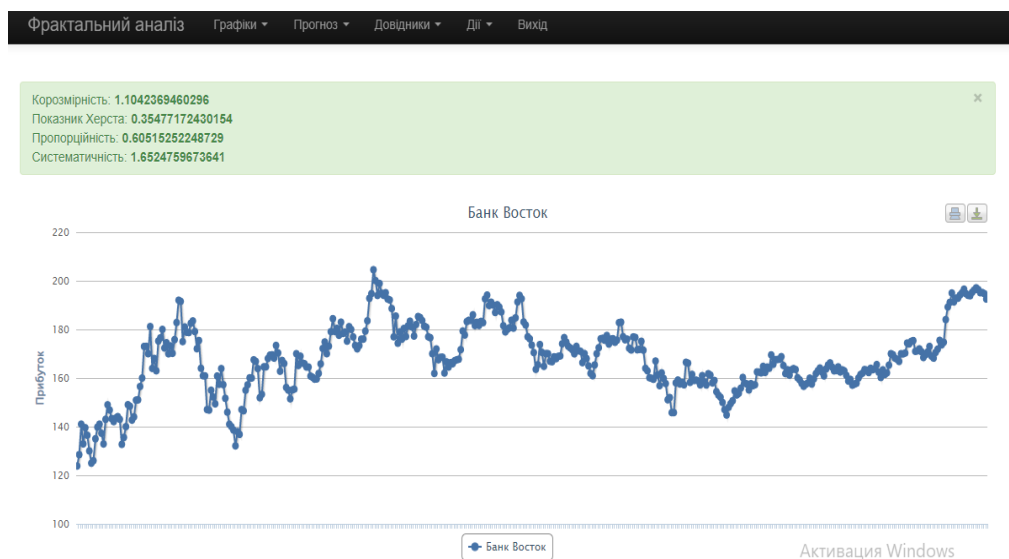 Фрактальний аналіз Графіки Прогноз Довідники Дії Вихід
Корозмірність: 1.1042369460296
×
Показник Херста: 0.35477172430154
Пропорційність: 0.60515252248729
Систематичність: 1.6524759673641
Банк Восток
220
200
180
160
140
120
100
Прибуток
Банк Восток
Активация Windows